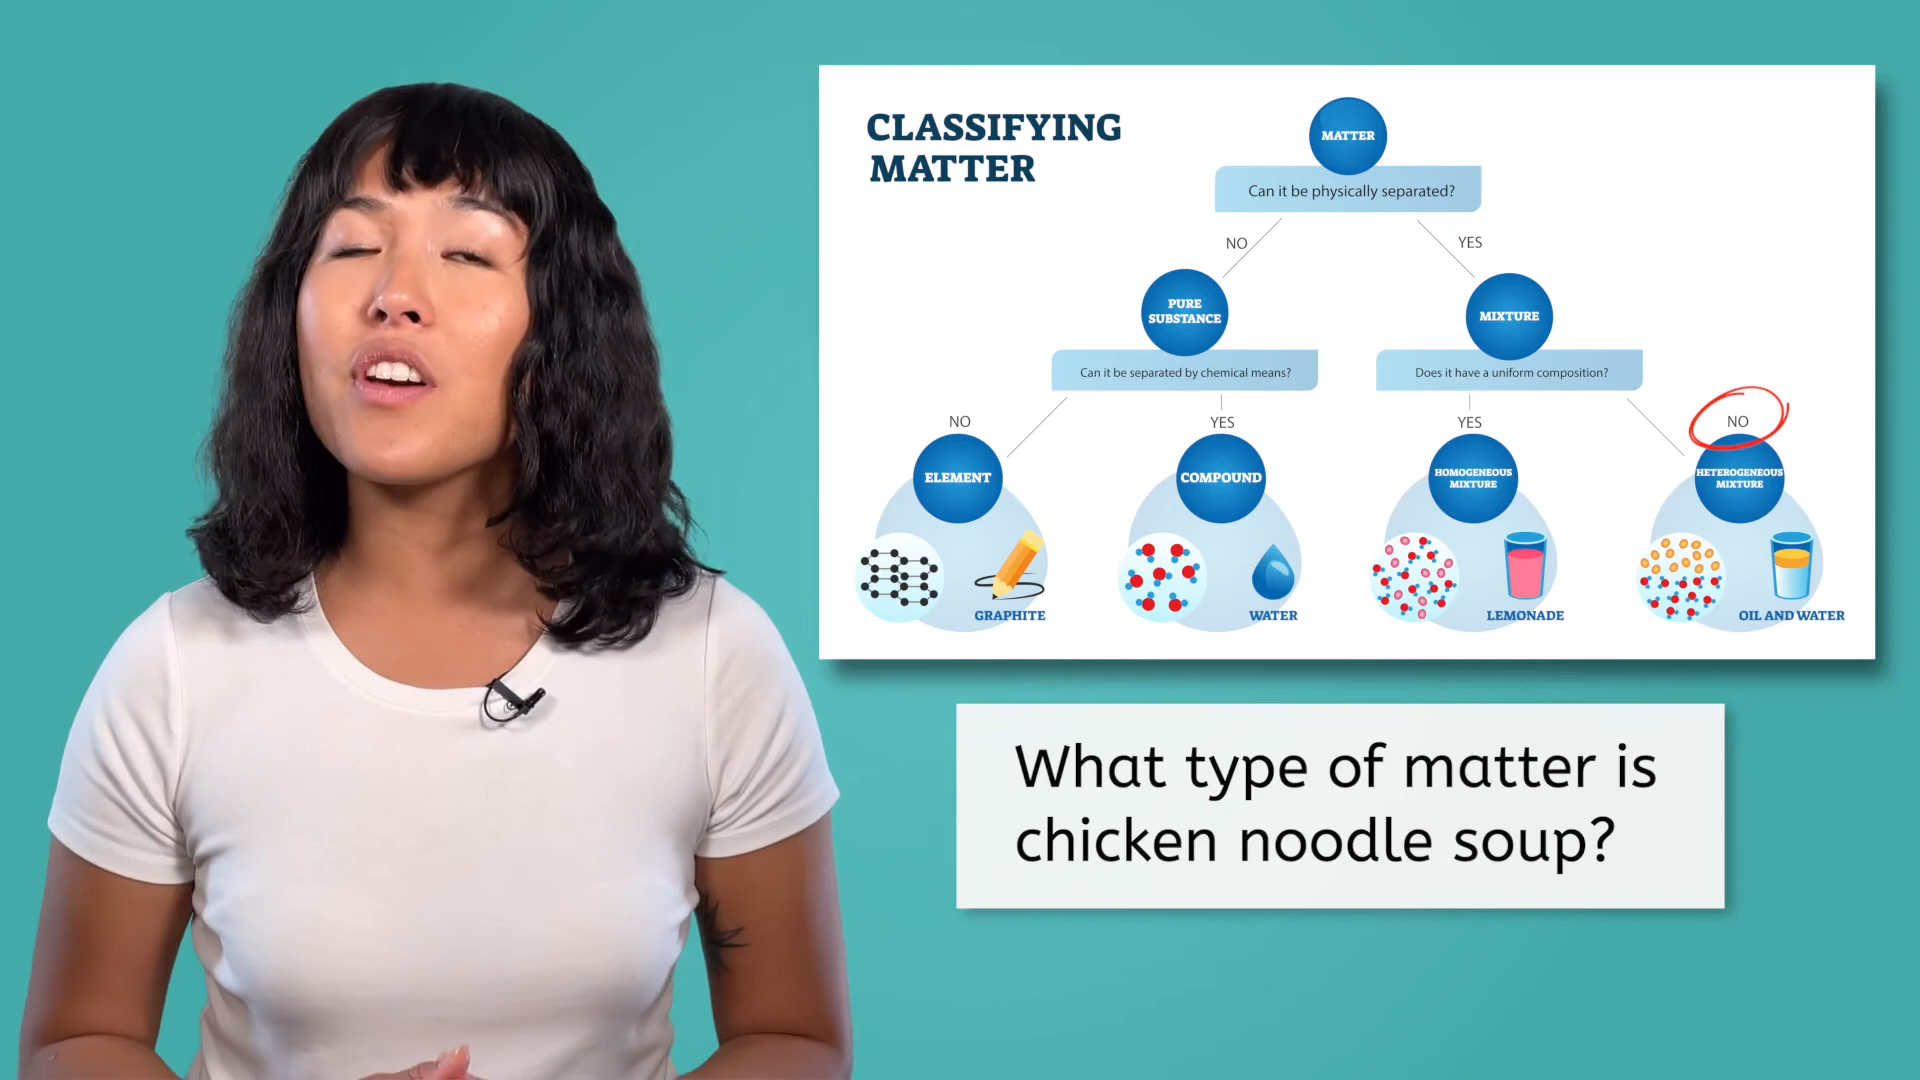 CLASSIFYING
MATTER
MATTER
Can it be physically separated?
NO
YES
PURE
SUBSTANCE
MIXTURE
Can it be separated by chemical means?
Does it have a uniform composition?
NO
YES
YES
NO
ELEMENT
COMPOUND
HOMOGENEOUS
MIXTURE
HETEROGENEOUS
MIXTURE
GRAPHITE
WATER
LEMONADE
OIL AND WATER
What type of matter is
chicken noodle soup?